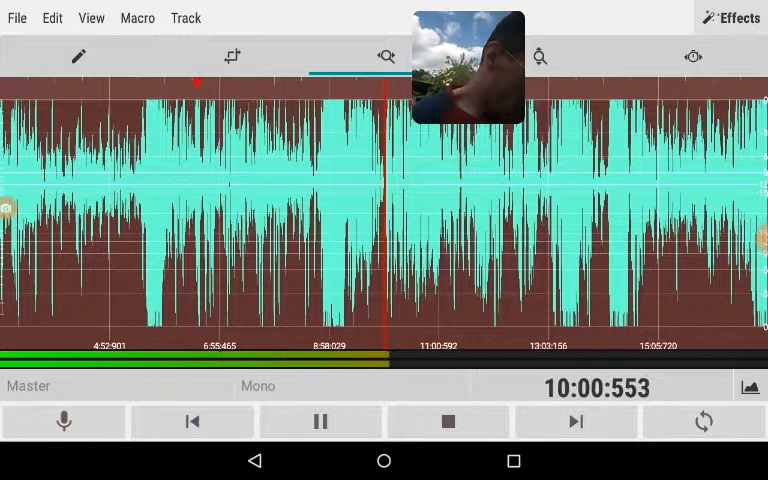 File Edit View Macro Track Effects
4:52:901 6:55:465 8:58:029 11:00:592 13:03:156 15:05:720
Master Mono 10:00:553